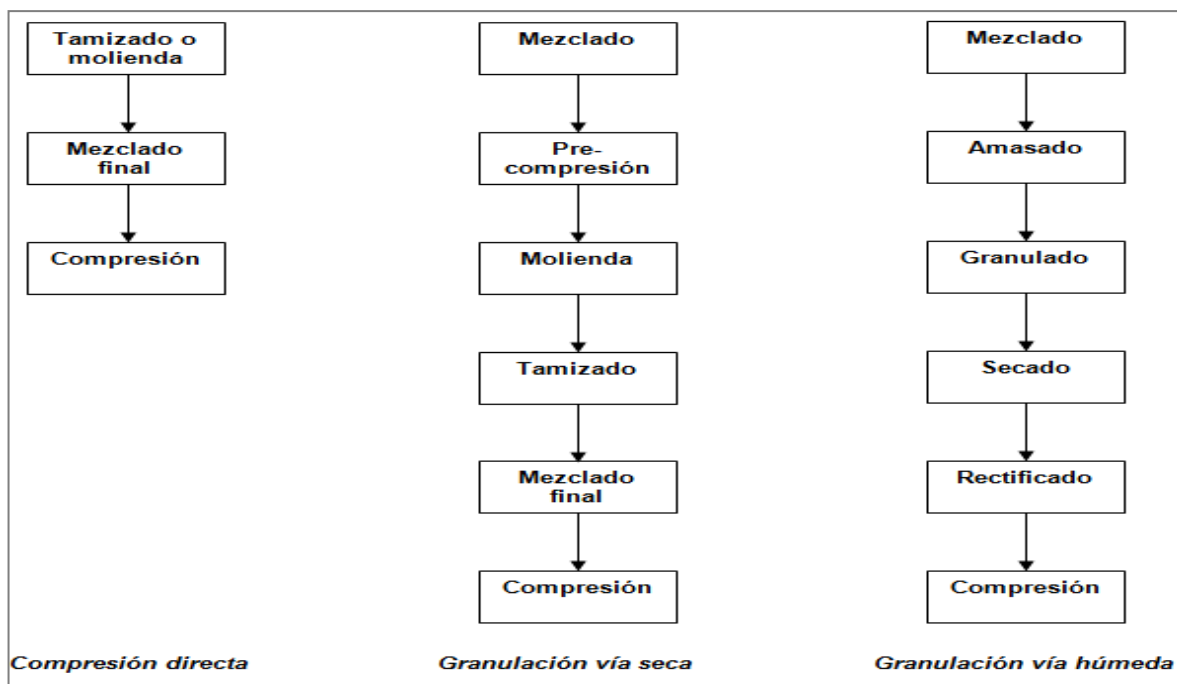 Tamizado o
molienda
Mezclado
final
Compresión
Compresión directa
Mezclado
Pre-
compresión
Molienda
Tamizado
Mezclado
final
Compresión
Granulación vía seca
Mezclado
Amasado
Granulado
Secado
Rectificado
Compresión
Granulación vía húmeda